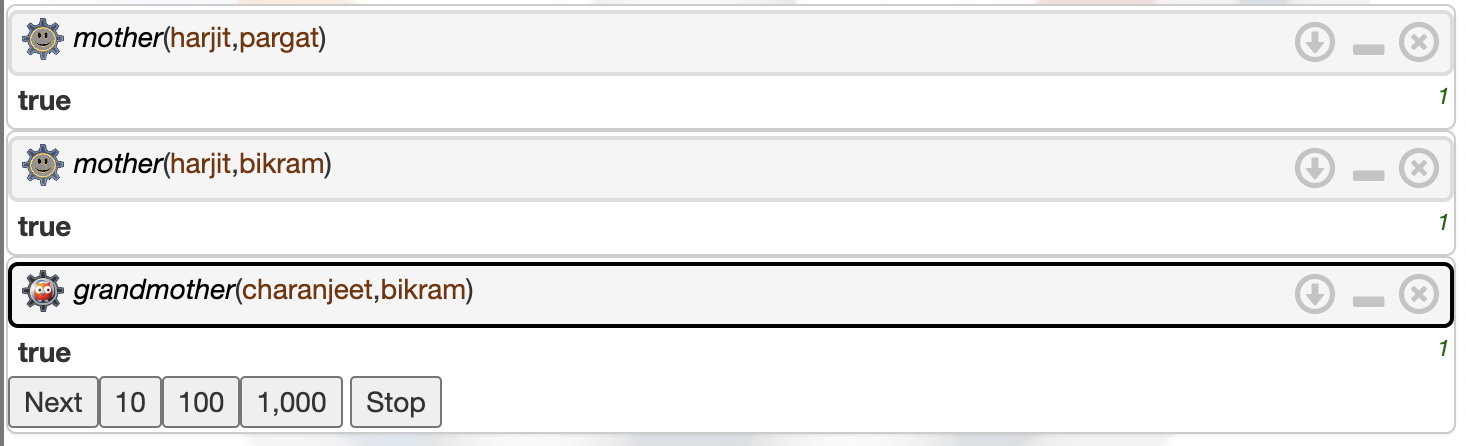 mother(harjit,pargat)
true 1
mother(harjit,bikram)
true 1
grandmother(charanjeet,bikram)
true 1
Next 10 100 1,000 Stop